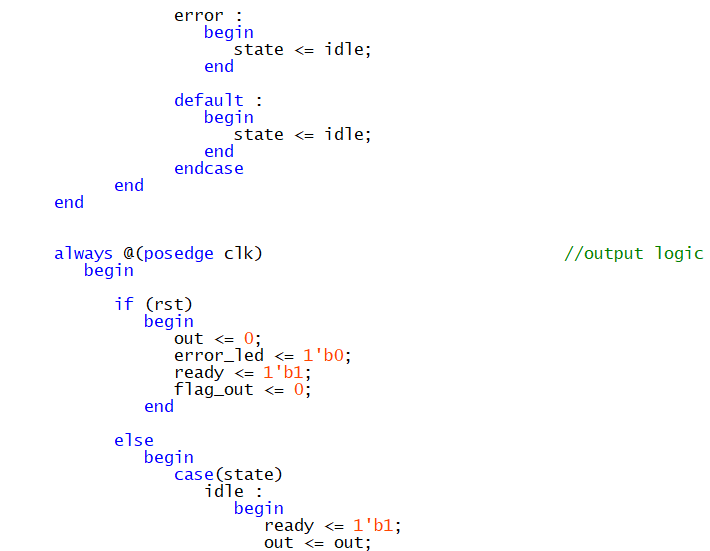 error :
begin
state <= idle;
end
default :
begin
state <= idle;
end
endcase
end
end
always @(posedge clk) //output logic
begin
if (rst)
begin
out <= 0;
error_led <= 1'b0;
ready <= 1'b1;
flag_out <= 0;
end
else
begin
case(state)
idle :
begin
ready <= 1'b1;
out <= out;